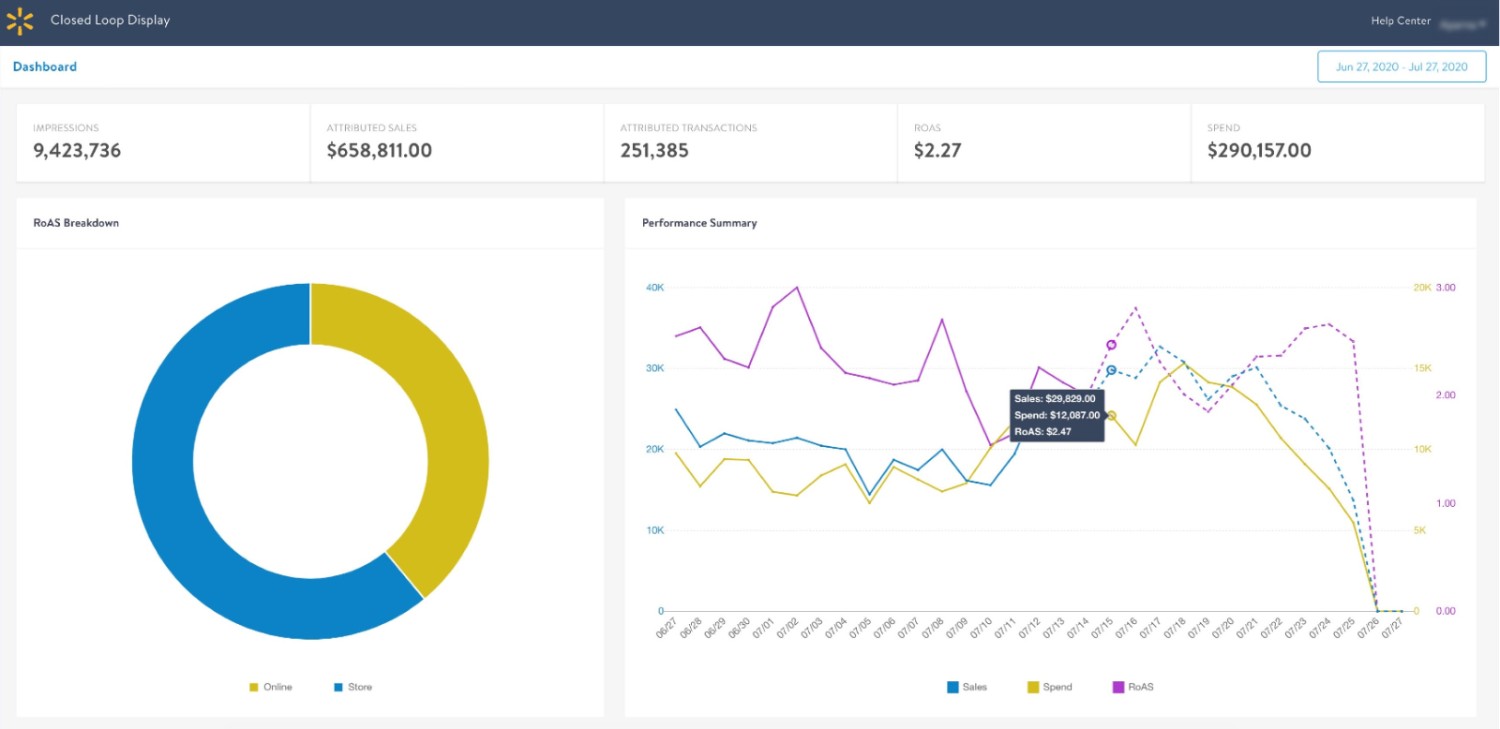 Closed Loop Display
Help Center
Dashboard
Jun 27, 2020 - Jul 27, 2020
IMPRESSIONS
9,423,736
ATTRIBUTED SALES
$658,811.00
ATTRIBUTED TRANSACTIONS
251,385
ROAS
$2.27
SPEND
$290,157.00
RoAS Breakdown
Online
Store
Performance Summary
40K
30K
20K
10K
0
20K
15K
10K
5K
0
3.00
2.00
1.00
0.00
Sales: $29,829.00
Spend: $12,087.00
RoAS: $2.47
06/27
06/28
06/29
06/30
07/01
07/02
07/03
07/04
07/05
07/06
07/07
07/08
07/09
07/10
07/11
07/12
07/13
07/14
07/15
07/16
07/17
07/18
07/19
07/20
07/21
07/22
07/23
07/24
07/25
07/26
07/27
Sales
Spend
RoAS